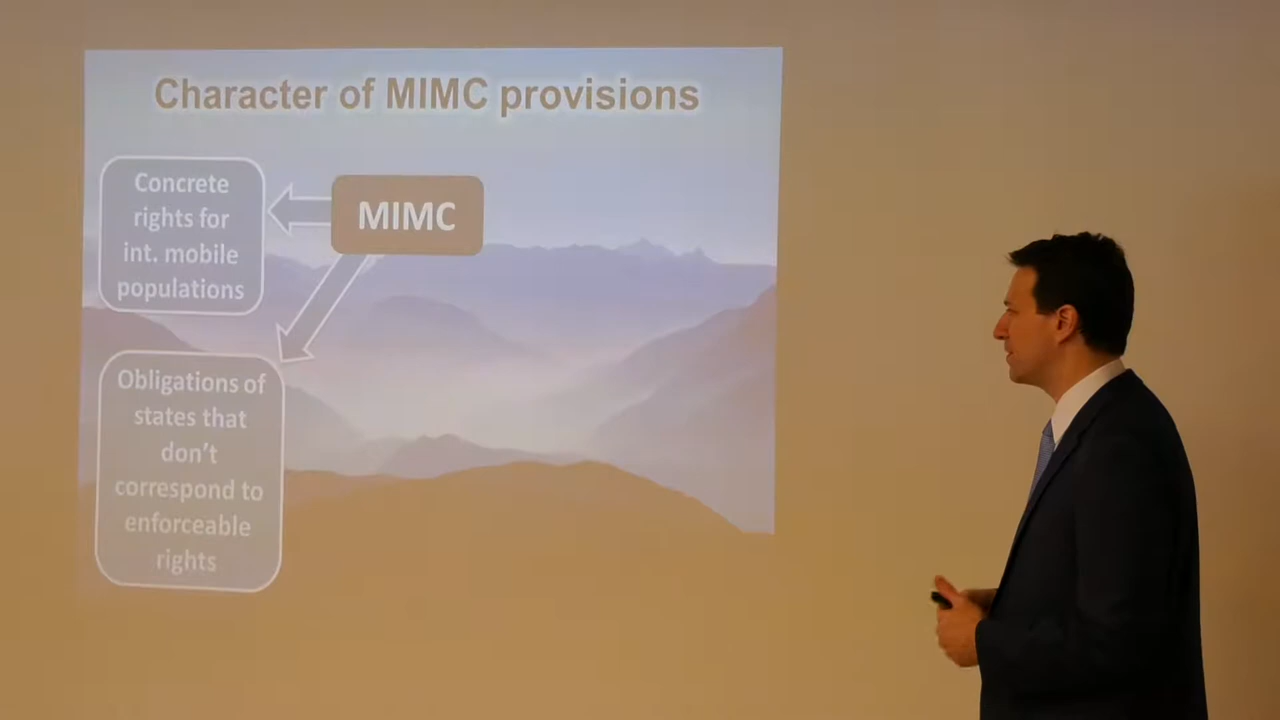 Character of MIMC provisions
Concrete
rights for
int. mobile
populations
MIMC
Obligations of
states that
don't
correspond to
enforceable
rights